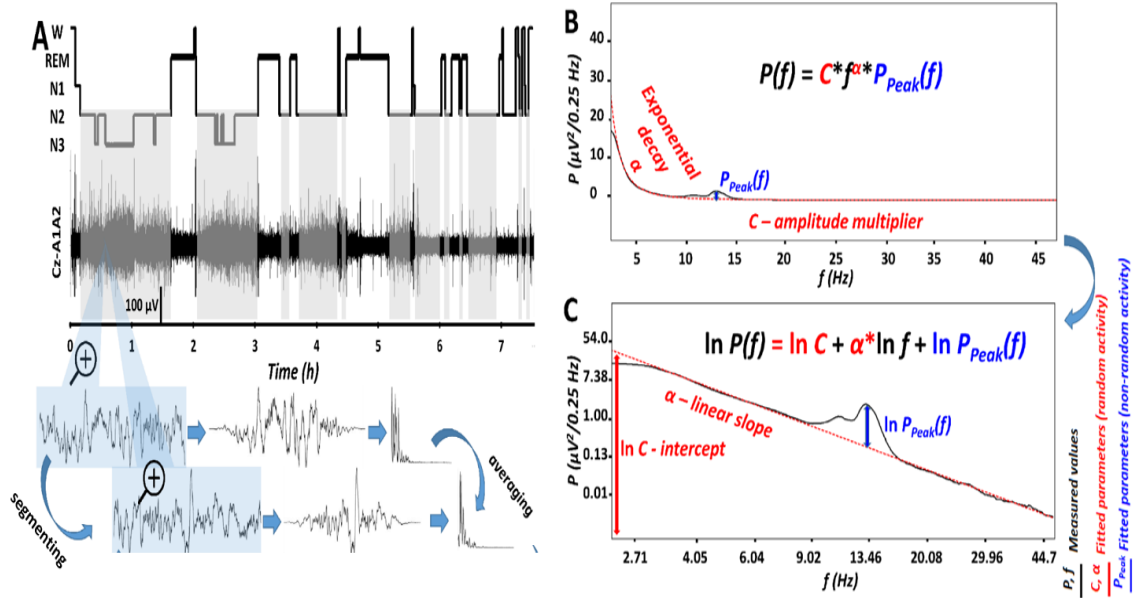 A
W
REM
N1
N2
N3
Cz-A1A2
100 µV
0 1 2 3 4 5 6 7
Time (h)
segmenting
averaging
B
P(f) = C*f^α*P_Peak(f)
P (µV²/0.25 Hz)
40
30
20
10
0
Exponential
decay
α
P_Peak(f)
C – amplitude multiplier
5 10 15 20 25 30 35 40 45
f (Hz)
C
ln P(f) = ln C + α*ln f + ln P_Peak(f)
P (µV²/0.25 Hz)
54.0
7.38
1.00
0.13
0.01
α – linear slope
ln P_Peak(f)
ln C - intercept
2.71 4.05 6.04 9.02 13.46 20.08 29.96 44.7
f (Hz)
P, f Measured values
C, α Fitted parameters (random activity)
P_Peak Fitted parameters (non-random activity)